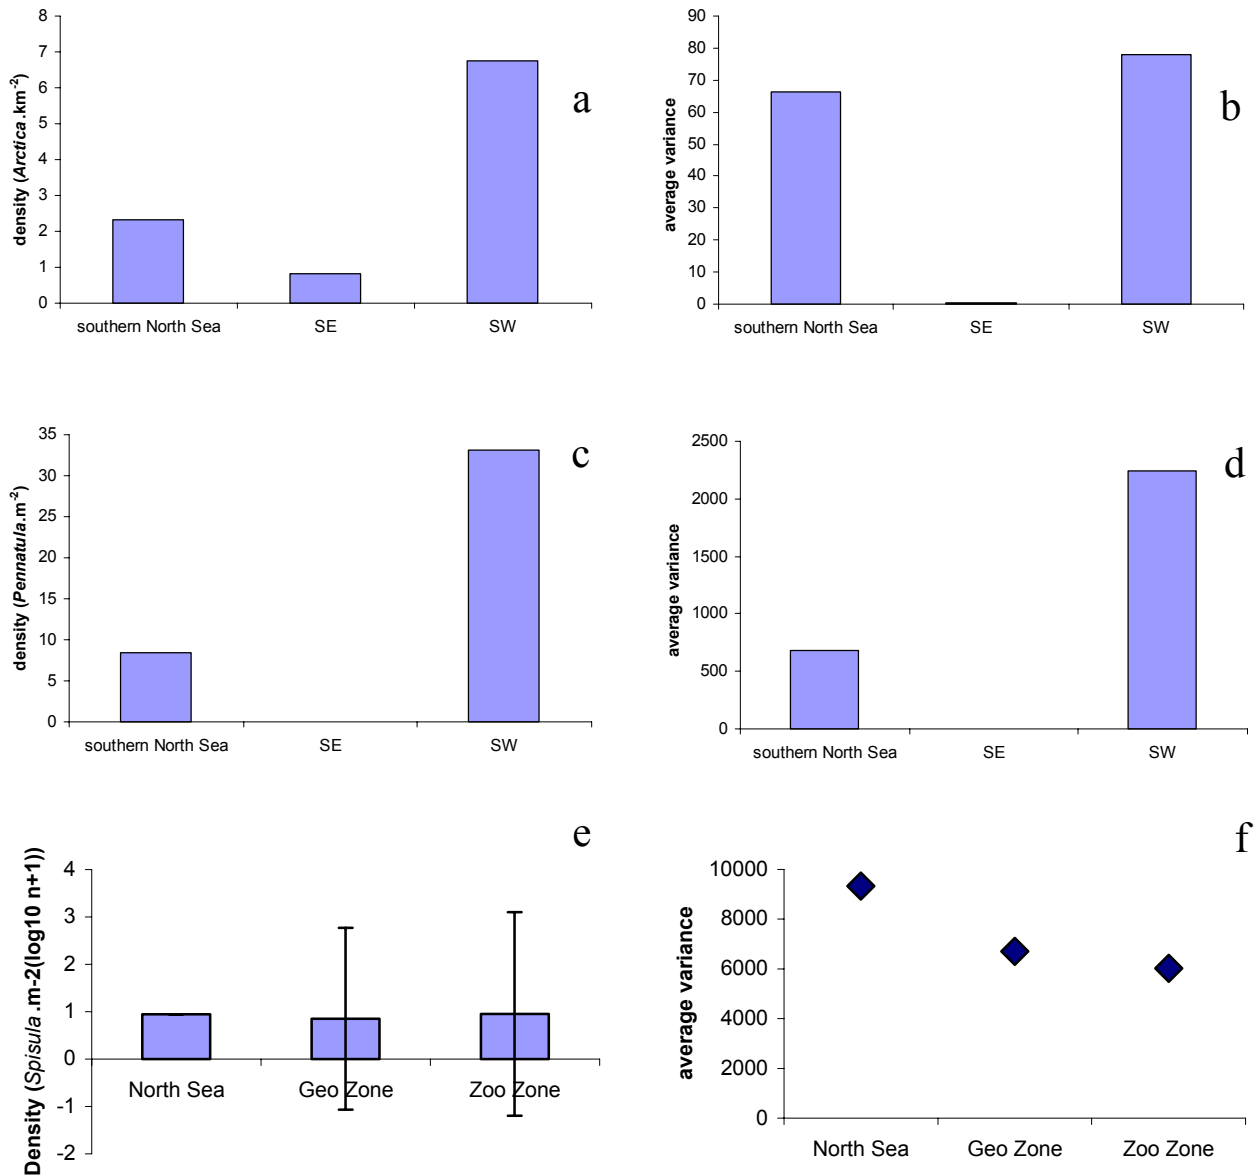 a
density (Arctica.km-2)
8
7
6
5
4
3
2
1
0
southern North Sea SE SW
b
average variance
90
80
70
60
50
40
30
20
10
0
southern North Sea SE SW
c
density (Pennatula.m-2)
35
30
25
20
15
10
5
0
southern North Sea SE SW
d
average variance
2500
2000
1500
1000
500
0
southern North Sea SE SW
e
Density (Spisula.m-2(log10 n+1))
4
3
2
1
0
-1
-2
North Sea Geo Zone Zoo Zone
f
average variance
10000
8000
6000
4000
2000
0
North Sea Geo Zone Zoo Zone